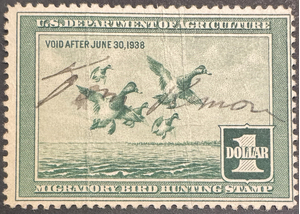 U.S. DEPARTMENT OF AGRICULTURE
VOID AFTER JUNE 30, 1938
1
DOLLAR
MIGRATORY BIRD HUNTING STAMP